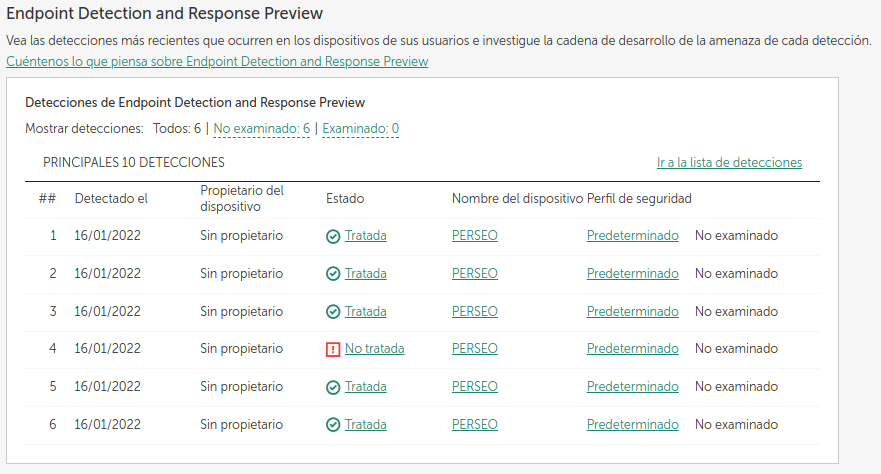 Endpoint Detection and Response Preview
Vea las detecciones más recientes que ocurren en los dispositivos de sus usuarios e investigue la cadena de desarrollo de la amenaza de cada detección.
Cuéntenos lo que piensa sobre Endpoint Detection and Response Preview
Detecciones de Endpoint Detection and Response Preview
Mostrar detecciones: Todos: 6 | No examinado: 6 | Examinado: 0
PRINCIPALES 10 DETECCIONES Ir a la lista de detecciones
## Detectado el Propietario del dispositivo Estado Nombre del dispositivo Perfil de seguridad
1 16/01/2022 Sin propietario Tratada PERSEO Predeterminado No examinado
2 16/01/2022 Sin propietario Tratada PERSEO Predeterminado No examinado
3 16/01/2022 Sin propietario Tratada PERSEO Predeterminado No examinado
4 16/01/2022 Sin propietario No tratada PERSEO Predeterminado No examinado
5 16/01/2022 Sin propietario Tratada PERSEO Predeterminado No examinado
6 16/01/2022 Sin propietario Tratada PERSEO Predeterminado No examinado